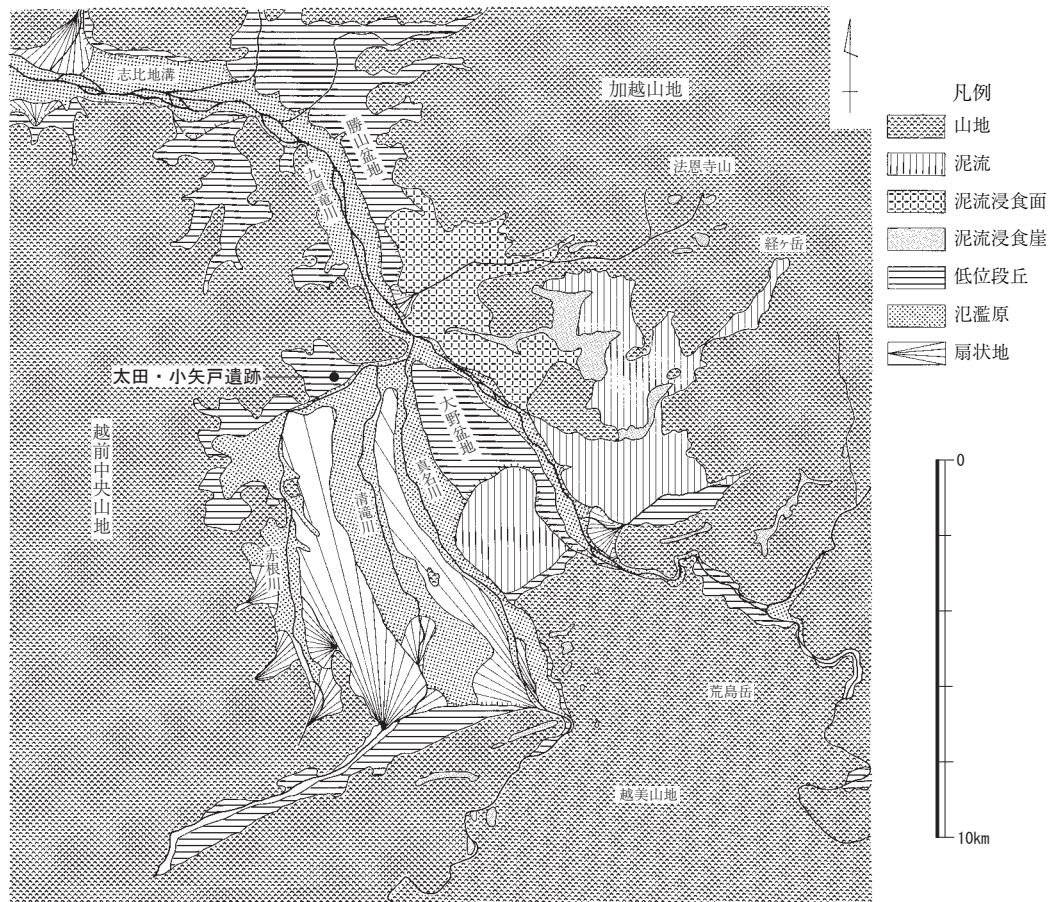 志比地溝
加越山地
勝山盆地
九頭竜川
法恩寺山
経ヶ岳
太田・小矢戸遺跡
大野盆地
越前中央山地
真名川
清滝川
赤根川
荒島岳
越美山地
凡例
山地
泥流
泥流浸食面
泥流浸食崖
低位段丘
氾濫原
扇状地
0
10km